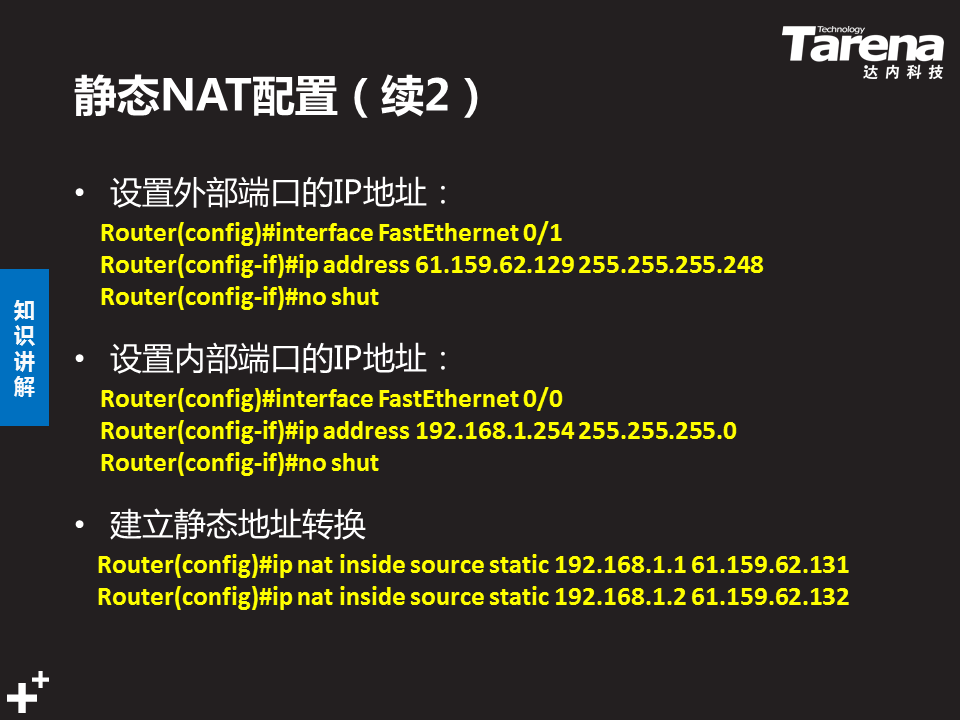 Technology
Tarena
达内科技
静态NAT配置（续2）
• 设置外部端口的IP地址：
Router(config)#interface FastEthernet 0/1
Router(config-if)#ip address 61.159.62.129 255.255.255.248
Router(config-if)#no shut
• 设置内部端口的IP地址：
Router(config)#interface FastEthernet 0/0
Router(config-if)#ip address 192.168.1.254 255.255.255.0
Router(config-if)#no shut
• 建立静态地址转换
Router(config)#ip nat inside source static 192.168.1.1 61.159.62.131
Router(config)#ip nat inside source static 192.168.1.2 61.159.62.132
知
识
讲
解